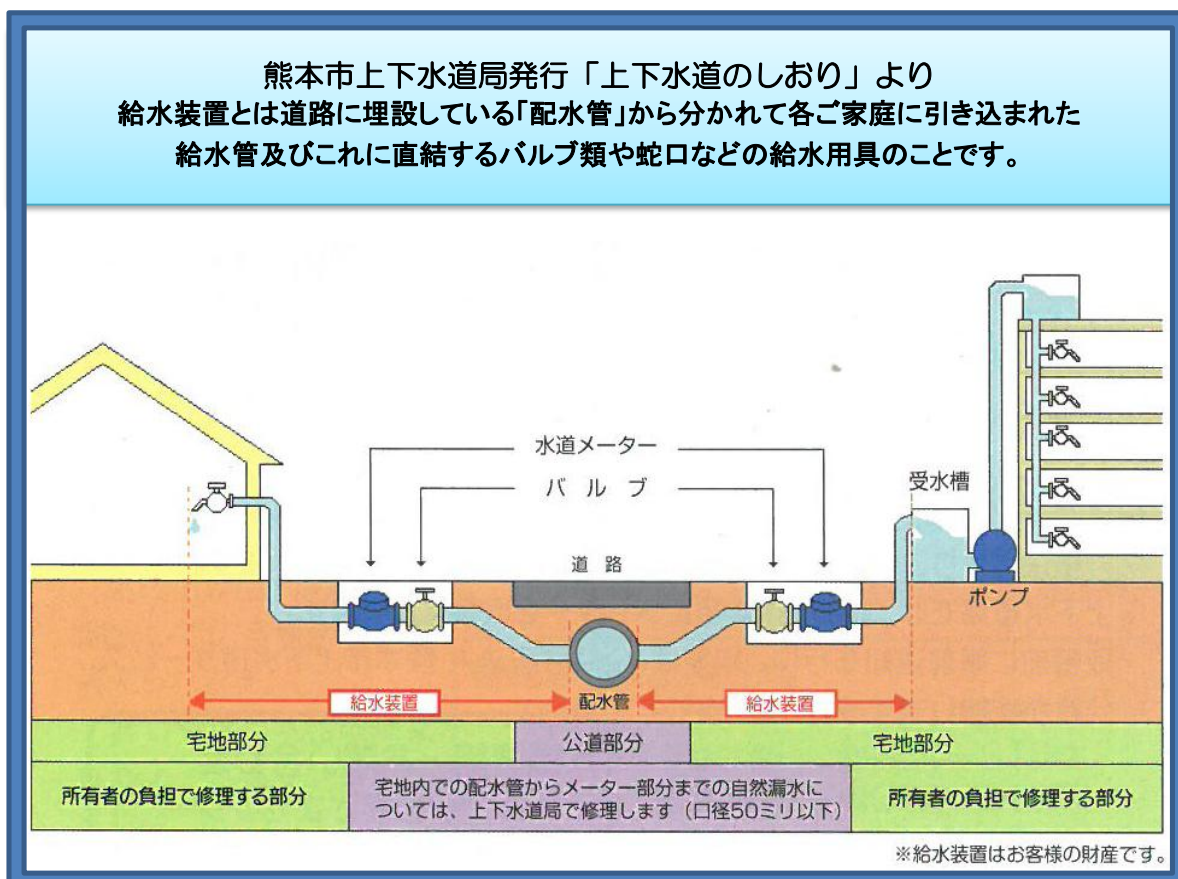 熊本市上下水道局発行「上下水道のしおり」より
給水装置とは道路に埋設している「配水管」から分かれて各ご家庭に引き込まれた
給水管及びこれに直結するバルブ類や蛇口などの給水用具のことです。
水道メーター
バルブ
受水槽
道路
ポンプ
給水装置
配水管
給水装置
宅地部分
公道部分
宅地部分
所有者の負担で修理する部分
宅地内での配水管からメーター部分までの自然漏水に
ついては、上下水道局で修理します（口径50ミリ以下）
所有者の負担で修理する部分
※給水装置はお客様の財産です。